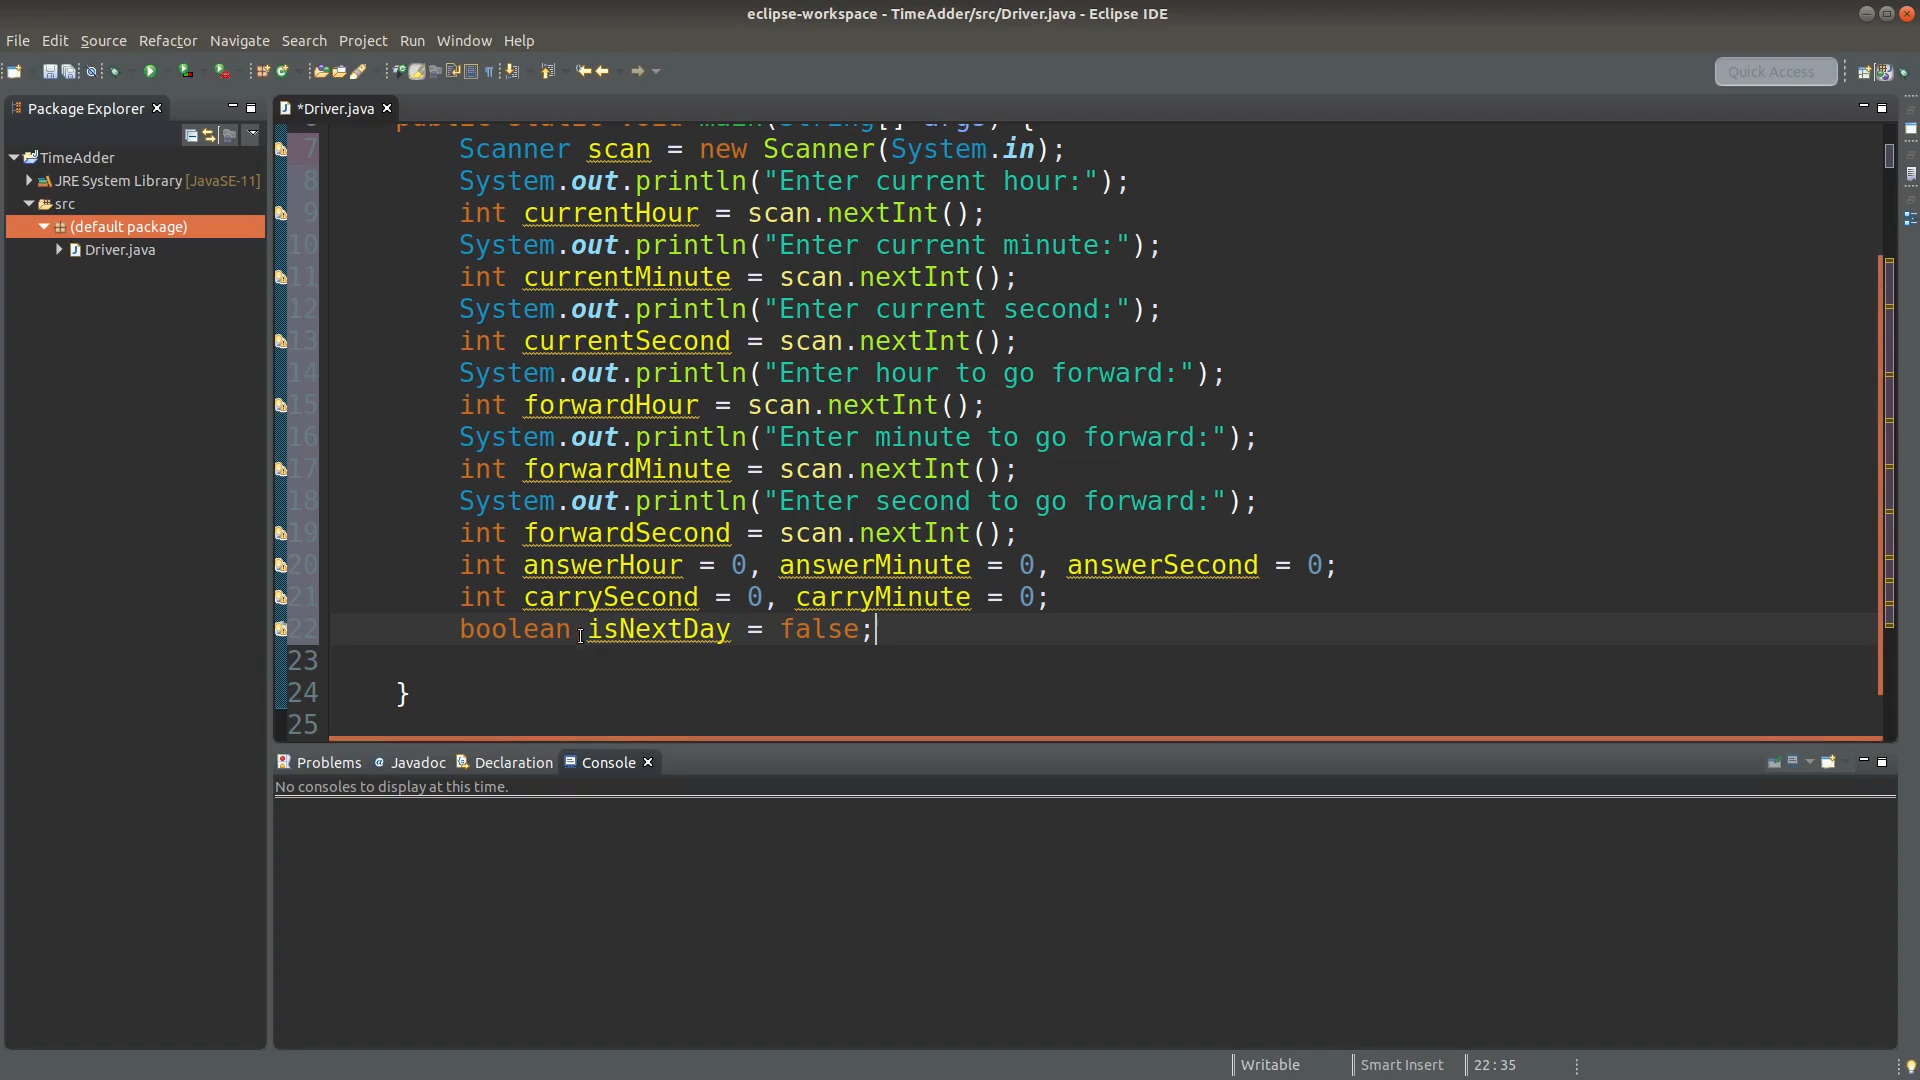 eclipse-workspace - TimeAdder/src/Driver.java - Eclipse IDE
File Edit Source Refactor Navigate Search Project Run Window Help
Quick Access
Package Explorer
*Driver.java
TimeAdder
JRE System Library [JavaSE-11]
src
(default package)
Driver.java
public static void main(String[] args) {
7 Scanner scan = new Scanner(System.in);
8 System.out.println("Enter current hour:");
9 int currentHour = scan.nextInt();
10 System.out.println("Enter current minute:");
11 int currentMinute = scan.nextInt();
12 System.out.println("Enter current second:");
13 int currentSecond = scan.nextInt();
14 System.out.println("Enter hour to go forward:");
15 int forwardHour = scan.nextInt();
16 System.out.println("Enter minute to go forward:");
17 int forwardMinute = scan.nextInt();
18 System.out.println("Enter second to go forward:");
19 int forwardSecond = scan.nextInt();
20 int answerHour = 0, answerMinute = 0, answerSecond = 0;
21 int carrySecond = 0, carryMinute = 0;
22 boolean isNextDay = false;
23
24 }
25
Problems @ Javadoc Declaration Console
No consoles to display at this time.
Writable Smart Insert 22:35